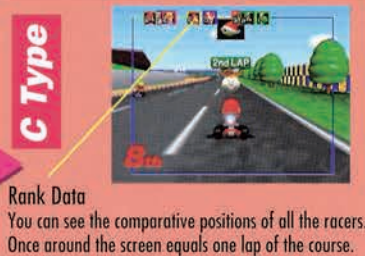 C Type
2nd LAP
8th
Rank Data
You can see the comparative positions of all the racers.
Once around the screen equals one lap of the course.